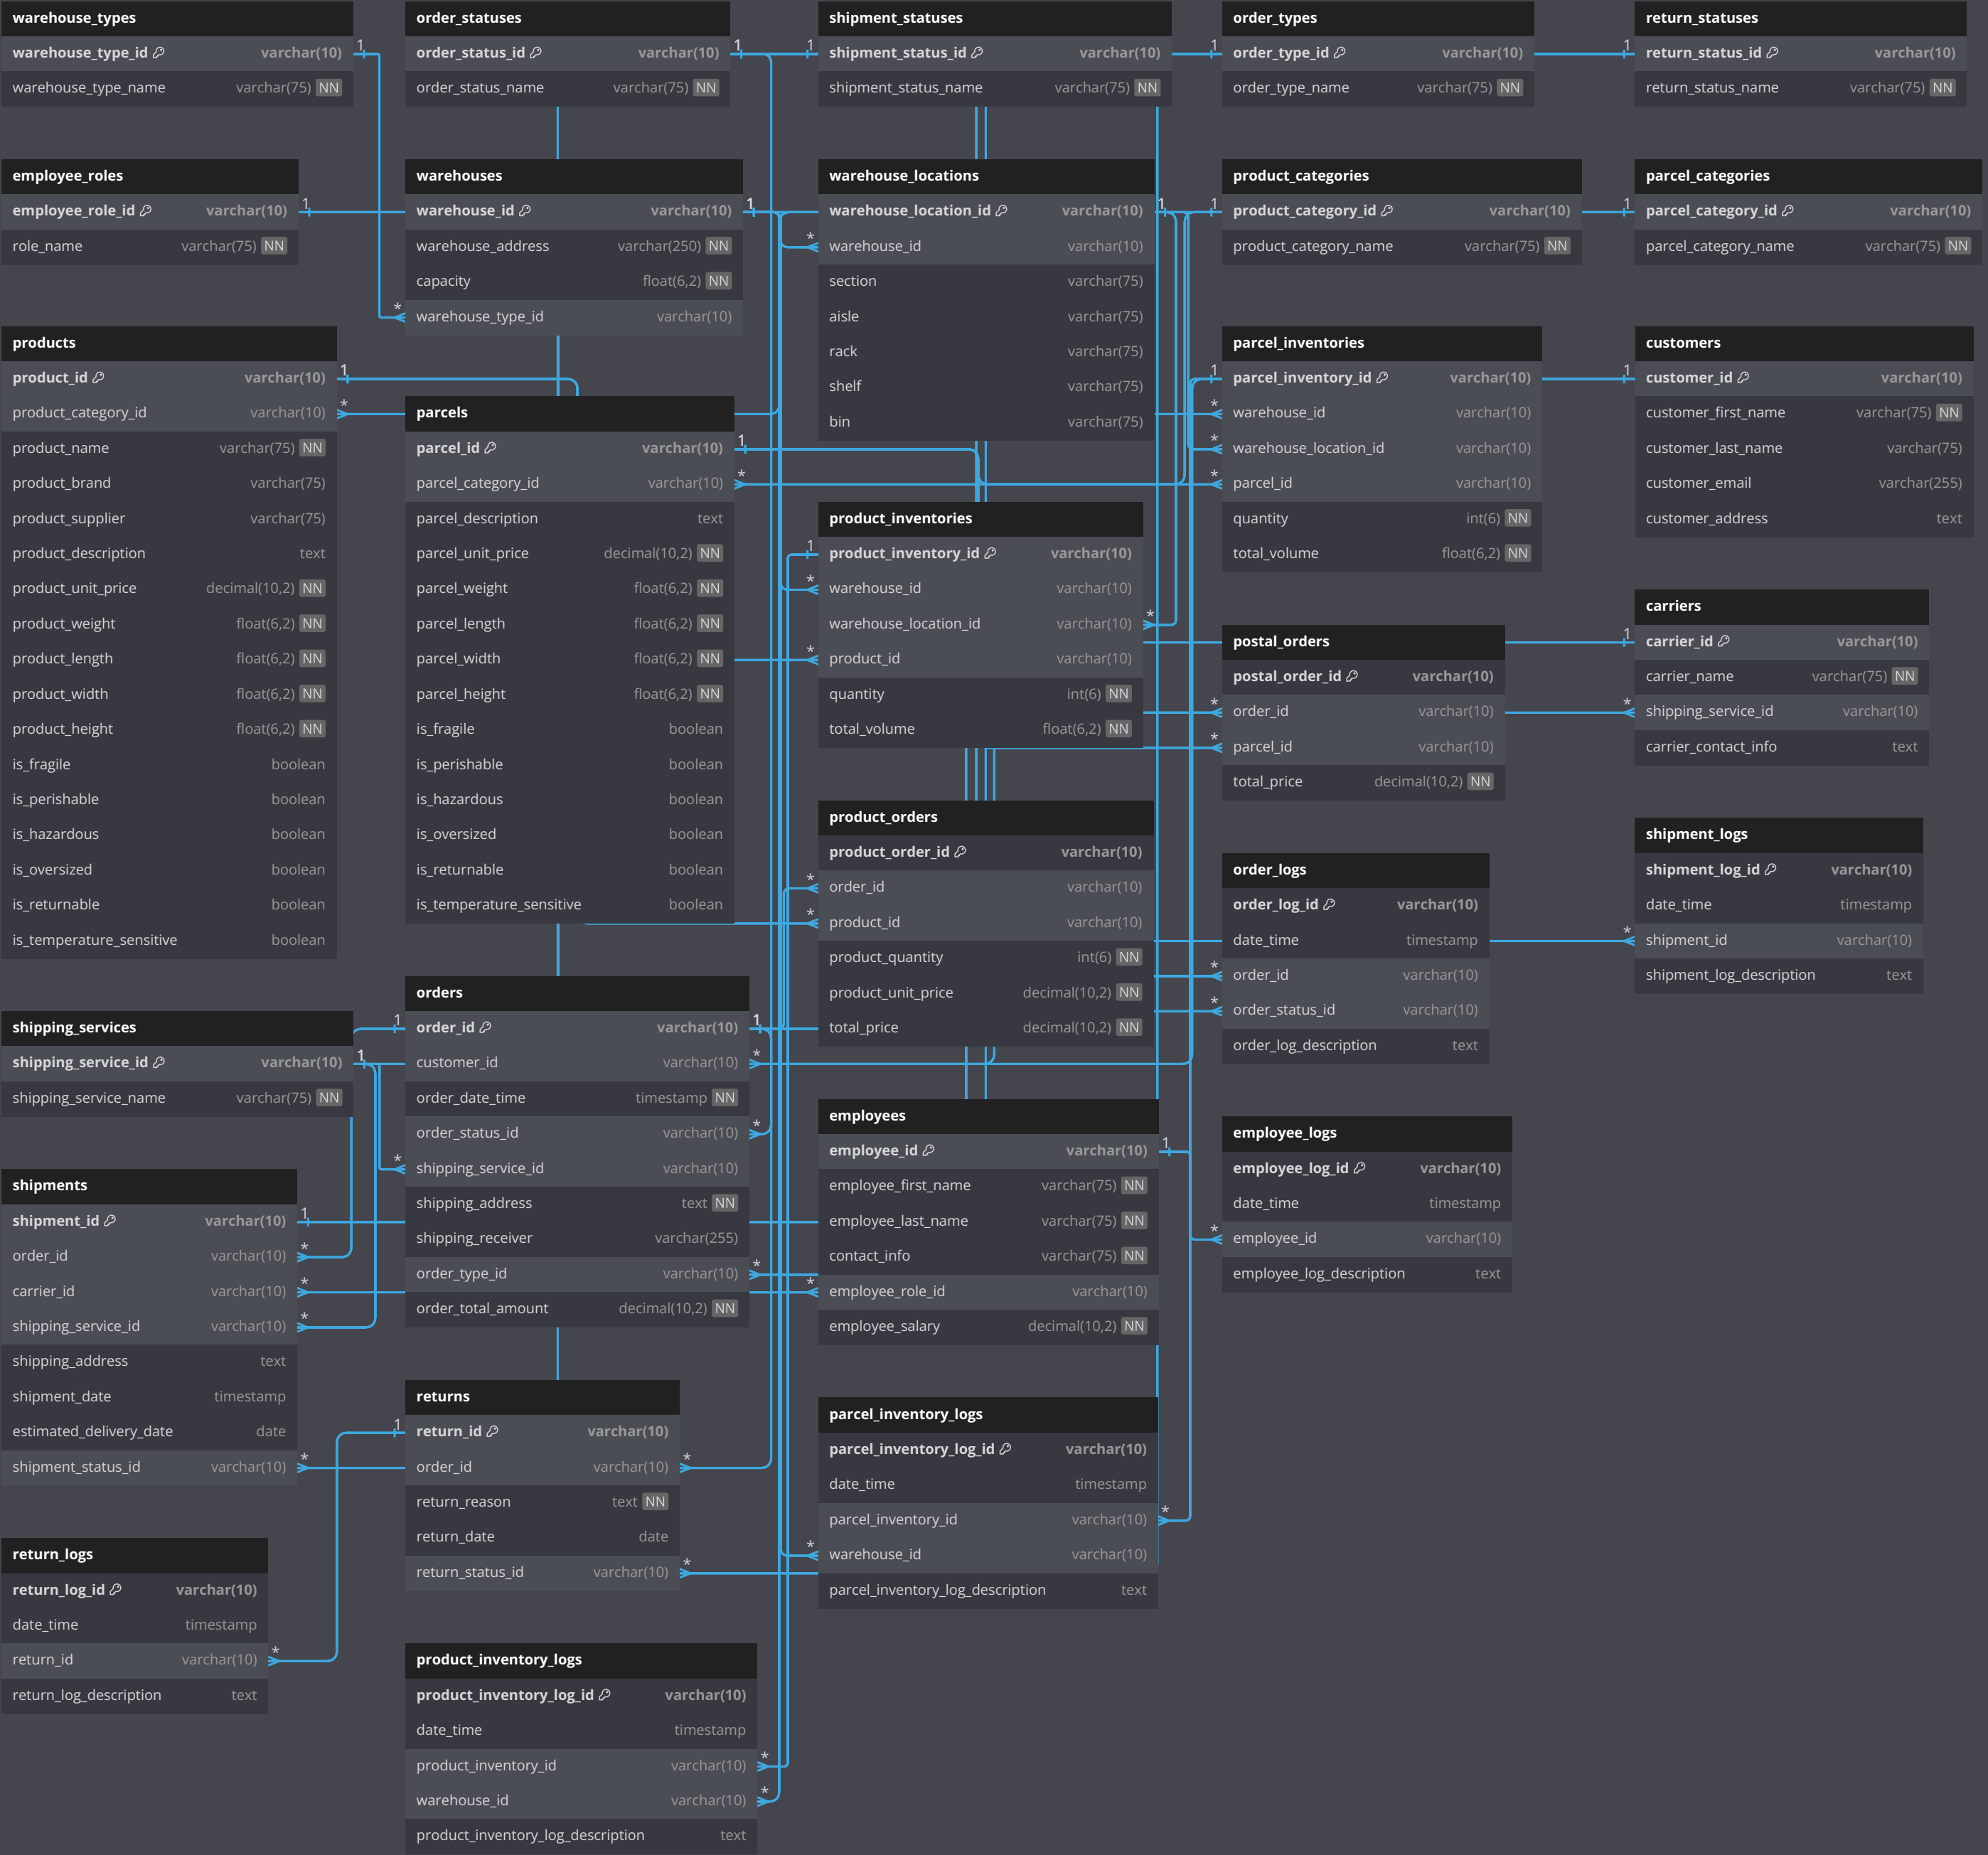 warehouse_types
warehouse_type_id varchar(10)
warehouse_type_name varchar(75) NN
order_statuses
order_status_id varchar(10)
order_status_name varchar(75) NN
shipment_statuses
shipment_status_id varchar(10)
shipment_status_name varchar(75) NN
order_types
order_type_id varchar(10)
order_type_name varchar(75) NN
return_statuses
return_status_id varchar(10)
return_status_name varchar(75) NN
employee_roles
employee_role_id varchar(10)
role_name varchar(75) NN
warehouses
warehouse_id varchar(10)
warehouse_address varchar(250) NN
capacity float(6,2) NN
warehouse_type_id varchar(10)
warehouse_locations
warehouse_location_id varchar(10)
warehouse_id varchar(10)
section varchar(75)
aisle varchar(75)
rack varchar(75)
shelf varchar(75)
bin varchar(75)
product_categories
product_category_id varchar(10)
product_category_name varchar(75) NN
parcel_categories
parcel_category_id varchar(10)
parcel_category_name varchar(75) NN
products
product_id varchar(10)
product_category_id varchar(10)
product_name varchar(75) NN
product_brand varchar(75)
product_supplier varchar(75)
product_description text
product_unit_price decimal(10,2) NN
product_weight float(6,2) NN
product_length float(6,2) NN
product_width float(6,2) NN
product_height float(6,2) NN
is_fragile boolean
is_perishable boolean
is_hazardous boolean
is_oversized boolean
is_returnable boolean
is_temperature_sensitive boolean
parcels
parcel_id varchar(10)
parcel_category_id varchar(10)
parcel_description text
parcel_unit_price decimal(10,2) NN
parcel_weight float(6,2) NN
parcel_length float(6,2) NN
parcel_width float(6,2) NN
parcel_height float(6,2) NN
is_fragile boolean
is_perishable boolean
is_hazardous boolean
is_oversized boolean
is_returnable boolean
is_temperature_sensitive boolean
product_inventories
product_inventory_id varchar(10)
warehouse_id varchar(10)
warehouse_location_id varchar(10)
product_id varchar(10)
quantity int(6) NN
total_volume float(6,2) NN
parcel_inventories
parcel_inventory_id varchar(10)
warehouse_id varchar(10)
warehouse_location_id varchar(10)
parcel_id varchar(10)
quantity int(6) NN
total_volume float(6,2) NN
customers
customer_id varchar(10)
customer_first_name varchar(75) NN
customer_last_name varchar(75)
customer_email varchar(255)
customer_address text
carriers
carrier_id varchar(10)
carrier_name varchar(75) NN
shipping_service_id varchar(10)
carrier_contact_info text
postal_orders
postal_order_id varchar(10)
order_id varchar(10)
parcel_id varchar(10)
total_price decimal(10,2) NN
product_orders
product_order_id varchar(10)
order_id varchar(10)
product_id varchar(10)
product_quantity int(6) NN
product_unit_price decimal(10,2) NN
total_price decimal(10,2) NN
order_logs
order_log_id varchar(10)
date_time timestamp
order_id varchar(10)
order_status_id varchar(10)
order_log_description text
shipment_logs
shipment_log_id varchar(10)
date_time timestamp
shipment_id varchar(10)
shipment_log_description text
shipping_services
shipping_service_id varchar(10)
shipping_service_name varchar(75) NN
orders
order_id varchar(10)
customer_id varchar(10)
order_date_time timestamp NN
order_status_id varchar(10)
shipping_service_id varchar(10)
shipping_address text NN
shipping_receiver varchar(255)
order_type_id varchar(10)
order_total_amount decimal(10,2) NN
employees
employee_id varchar(10)
employee_first_name varchar(75) NN
employee_last_name varchar(75) NN
contact_info varchar(75) NN
employee_role_id varchar(10)
employee_salary decimal(10,2) NN
employee_logs
employee_log_id varchar(10)
date_time timestamp
employee_id varchar(10)
employee_log_description text
shipments
shipment_id varchar(10)
order_id varchar(10)
carrier_id varchar(10)
shipping_service_id varchar(10)
shipping_address text
shipment_date timestamp
estimated_delivery_date date
shipment_status_id varchar(10)
returns
return_id varchar(10)
order_id varchar(10)
return_reason text NN
return_date date
return_status_id varchar(10)
parcel_inventory_logs
parcel_inventory_log_id varchar(10)
date_time timestamp
parcel_inventory_id varchar(10)
warehouse_id varchar(10)
parcel_inventory_log_description text
return_logs
return_log_id varchar(10)
date_time timestamp
return_id varchar(10)
return_log_description text
product_inventory_logs
product_inventory_log_id varchar(10)
date_time timestamp
product_inventory_id varchar(10)
warehouse_id varchar(10)
product_inventory_log_description text